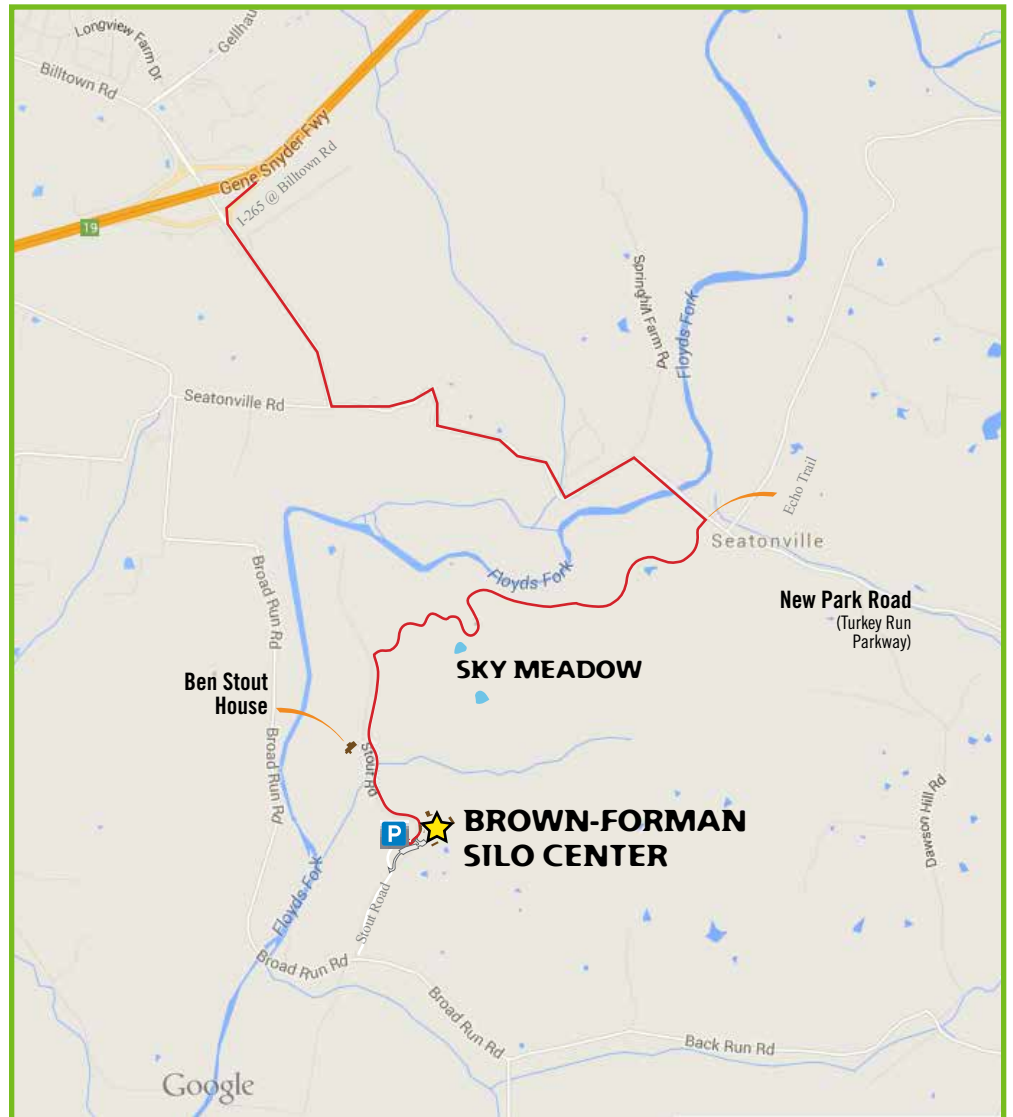 Longview Farm Dr
Gellhau
Billtown Rd
Gene Snyder Fwy
I-265 @ Billtown Rd
19
Springhill Farm Rd
Floyds Fork
Seatonville Rd
Echo Trail
Seatonville
Floyds Fork
Broad Run Rd
New Park Road
(Turkey Run
Parkway)
SKY MEADOW
Ben Stout
House
Broad Run Rd
Stout Rd
Dawson Hill Rd
P
BROWN-FORMAN
SILO CENTER
Stout Road
Floyds Fork
Broad Run Rd
Broad Run Rd
Back Run Rd
Google